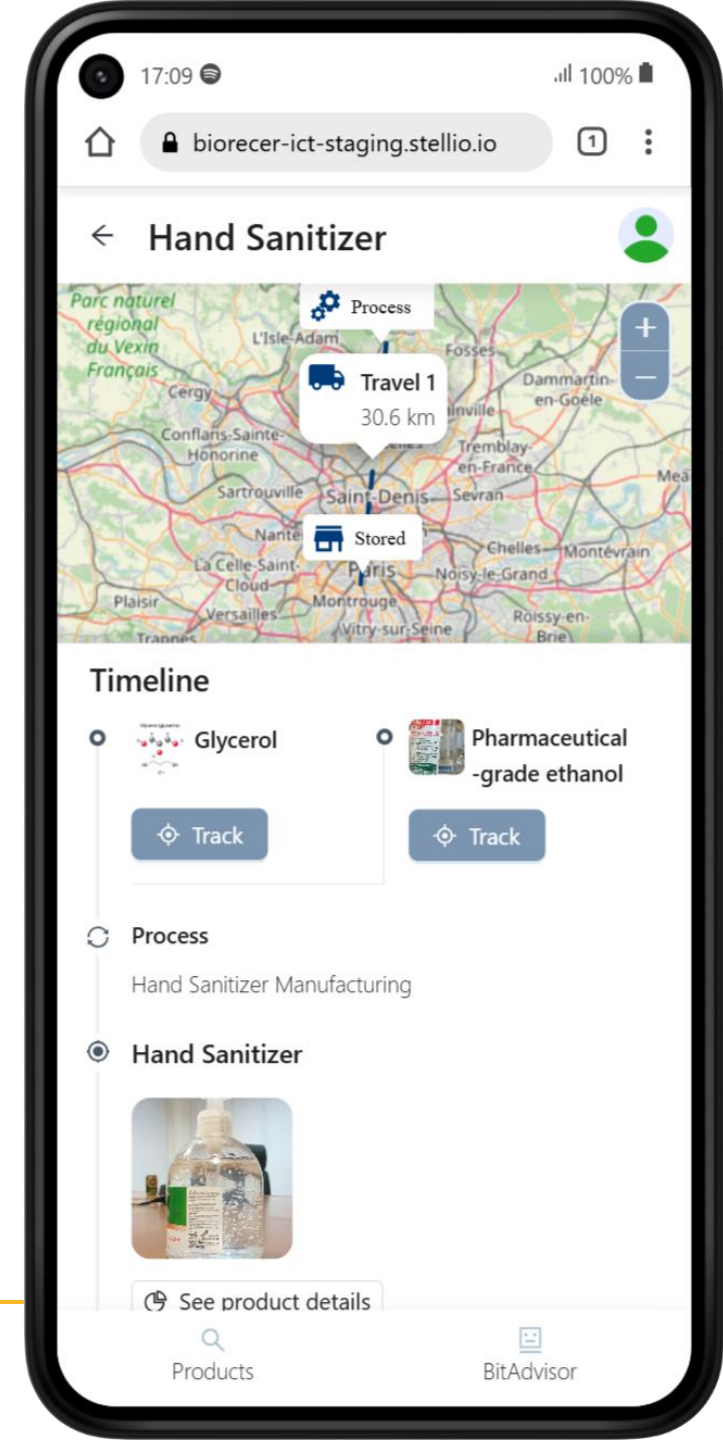 17:09
100%
biorecer-ict-staging.stellio.io
1
Hand Sanitizer
Parc naturel
régional
du Vexin
Français
L'Isle-Adam
Process
Fosses
+
Travel 1
30.6 km
Dammartin-
en-Goële
−
Cergy
Conflans-Sainte-
Honorine
Tremblay-
en-France
Sartrouville
Saint-Denis
Sevran
Stored
La Celle-Saint-
Cloud
Paris
Chelles
Montévrain
Noisy-le-Grand
Plaisir
Versailles
Montrouge
Vitry-sur-Seine
Roissy-en-
Brie
Timeline
Glycerol
Pharmaceutical
-grade ethanol
Track
Track
Process
Hand Sanitizer Manufacturing
Hand Sanitizer
See product details
Products
BitAdvisor